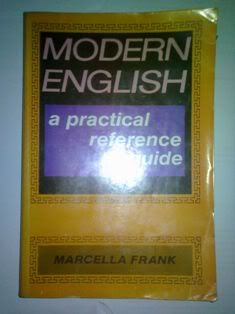 MODERN
ENGLISH
a practical
reference
guide
MARCELLA FRANK